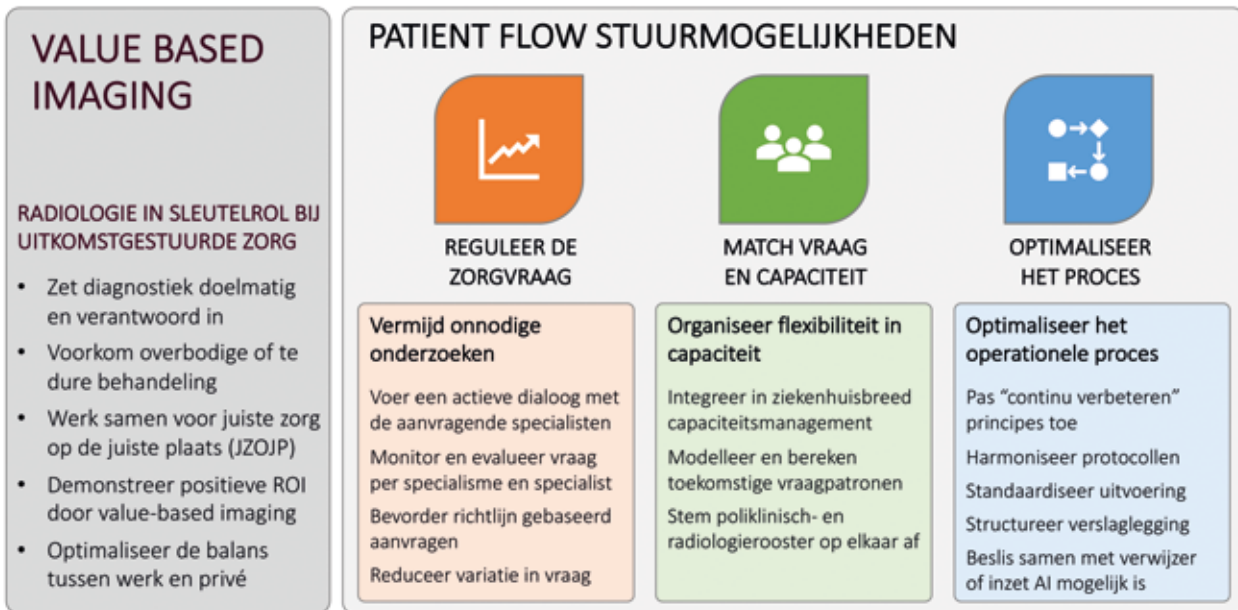 VALUE BASED
IMAGING
RADIOLOGIE IN SLEUTELROL BIJ
UITKOMSTGESTUURDE ZORG
• Zet diagnostiek doelmatig
en verantwoord in
• Voorkom overbodige of te
dure behandeling
• Werk samen voor juiste zorg
op de juiste plaats (JZOJP)
• Demonstreer positieve ROI
door value-based imaging
• Optimaliseer de balans
tussen werk en privé
PATIENT FLOW STUURMOGELIJKHEDEN
REGULEER DE
ZORGVRAAG
Vermijd onnodige
onderzoeken
Voer een actieve dialoog met
de aanvragende specialisten
Monitor en evalueer vraag
per specialisme en specialist
Bevorder richtlijn gebaseerd
aanvragen
Reduceer variatie in vraag
MATCH VRAAG
EN CAPACITEIT
Organiseer flexibiliteit in
capaciteit
Integreer in ziekenhuisbreed
capaciteitsmanagement
Modelleer en bereken
toekomstige vraagpatronen
Stem poliklinisch- en
radiologierooster op elkaar af
OPTIMALISEER
HET PROCES
Optimaliseer het
operationele proces
Pas “continu verbeteren”
principes toe
Harmoniseer protocollen
Standaardiseer uitvoering
Structureer verslaglegging
Beslis samen met verwijzer
of inzet AI mogelijk is